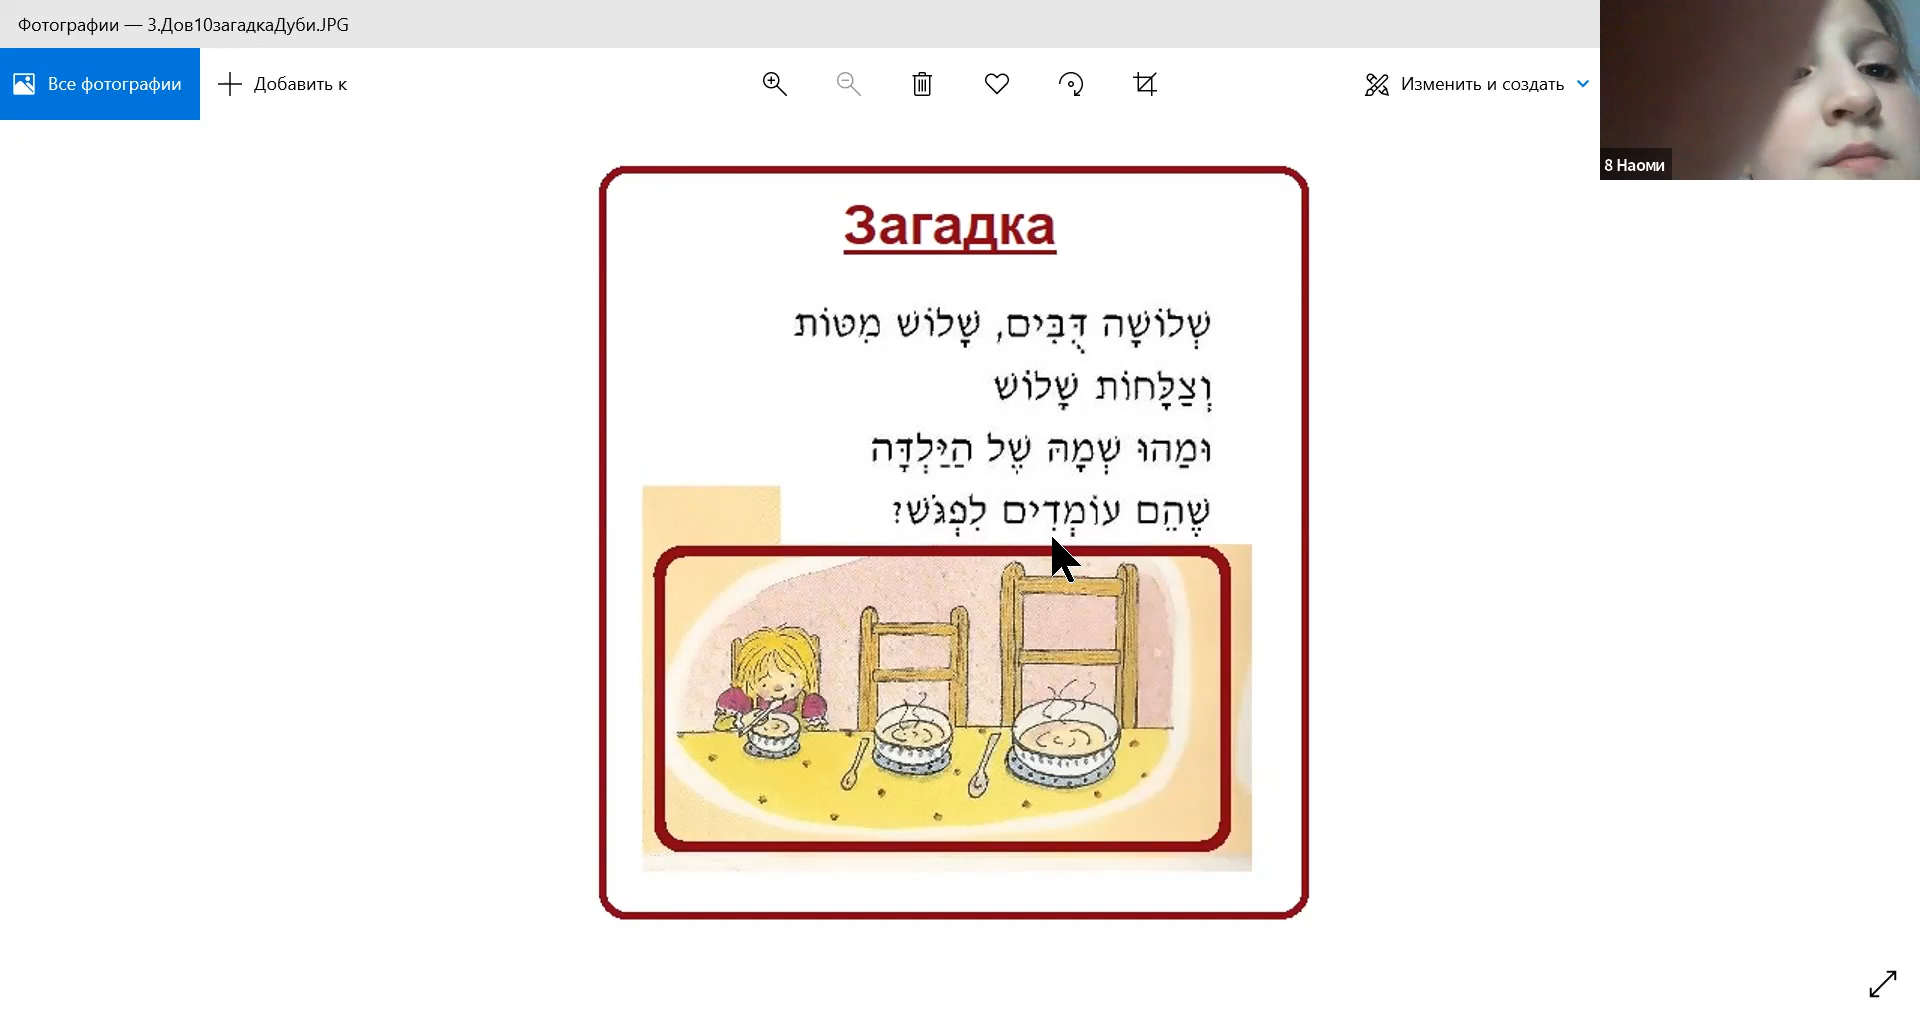 Фотографии — 3.Дов10загадкаДуби.JPG
Все фотографии
Добавить к
Изменить и создать
8 Наоми
Загадка
שְׁלוֹשָׁה דֻּבִּים, שָׁלוֹשׁ מִטּוֹת
וְצַלָּחוֹת שָׁלוֹשׁ
וּמַהוּ שְׁמָהּ שֶׁל הַיַּלְדָּה
שֶׁהֵם עוֹמְדִים לִפְגֹּשׁ?